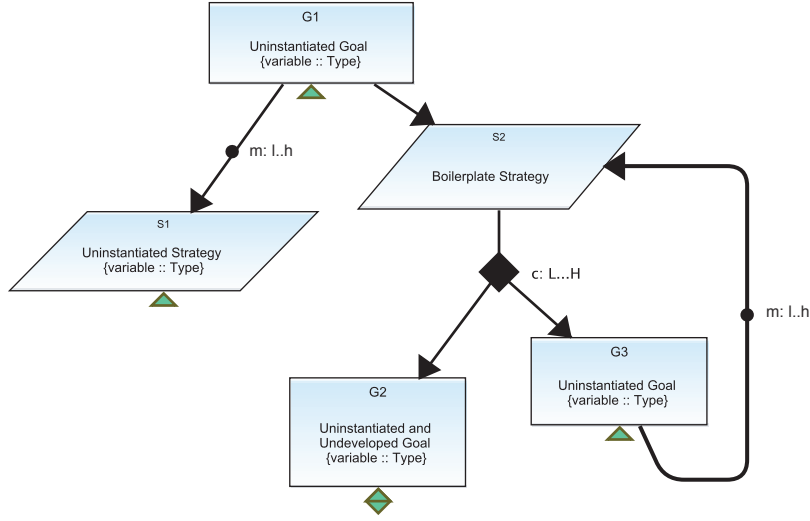 G1
Uninstantiated Goal
{variable :: Type}
m: l..h
S2
Boilerplate Strategy
S1
Uninstantiated Strategy
{variable :: Type}
c: L...H
m: l..h
G3
Uninstantiated Goal
{variable :: Type}
G2
Uninstantiated and
Undeveloped Goal
{variable :: Type}